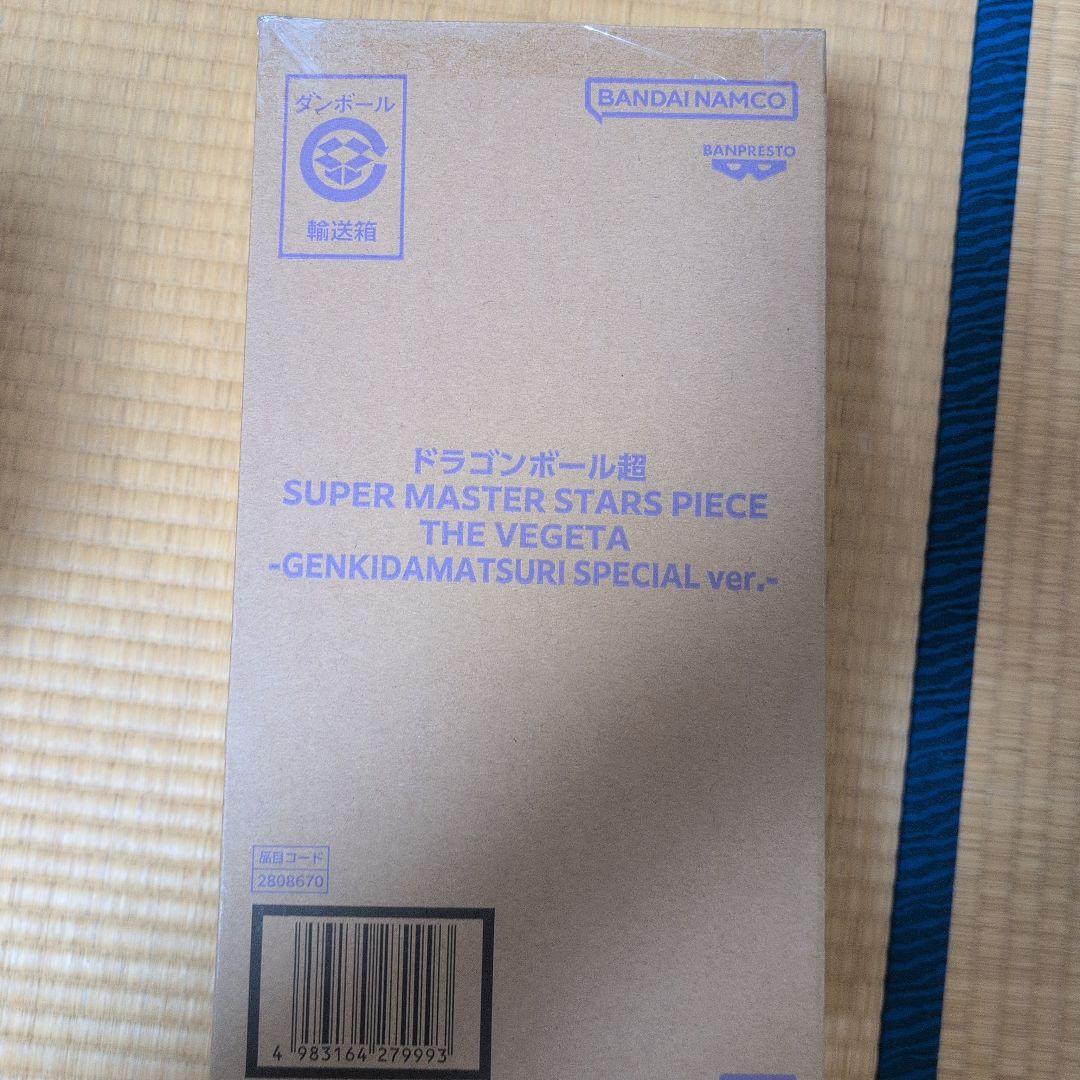 ダンボール
輸送箱
BANDAI NAMCO
BANPRESTO
ドラゴンボール超
SUPER MASTER STARS PIECE
THE VEGETA
-GENKIDAMATSURI SPECIAL ver.-
品目コード
2808670
4 983164 279993